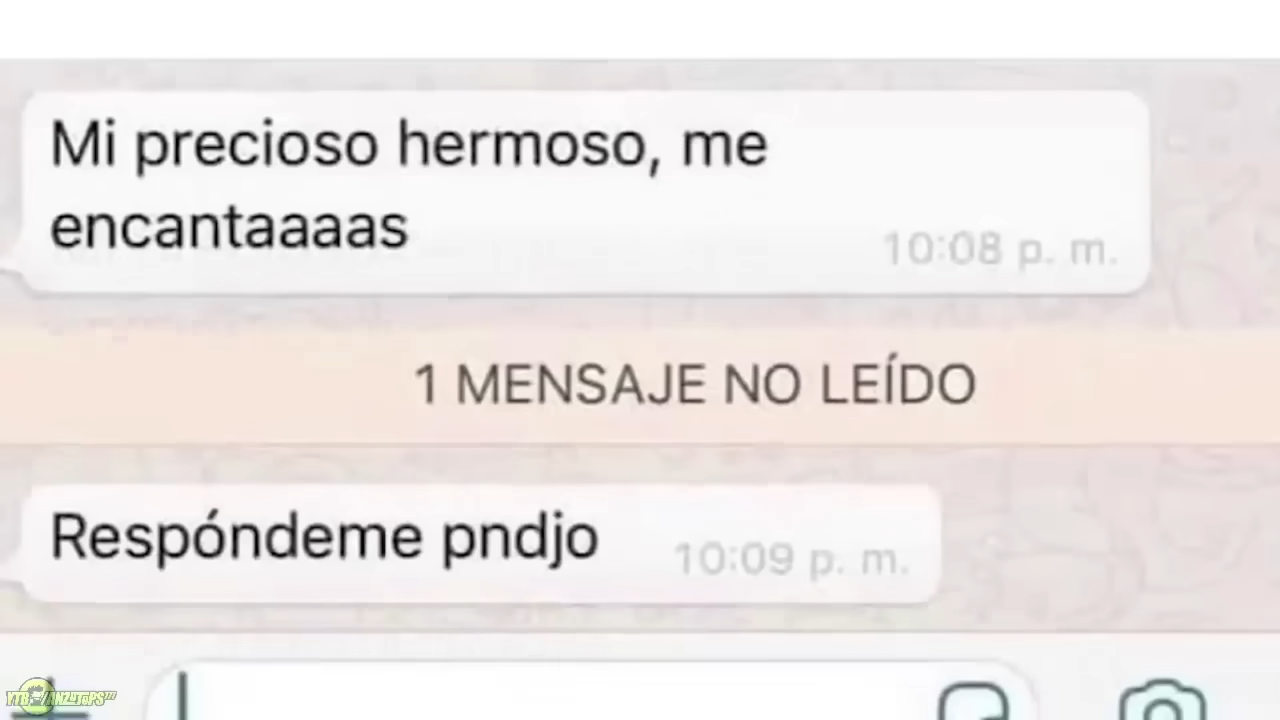 Mi precioso hermoso, me
encantaaaas
10:08 p. m.
1 MENSAJE NO LEÍDO
Respóndeme pndjo
10:09 p. m.